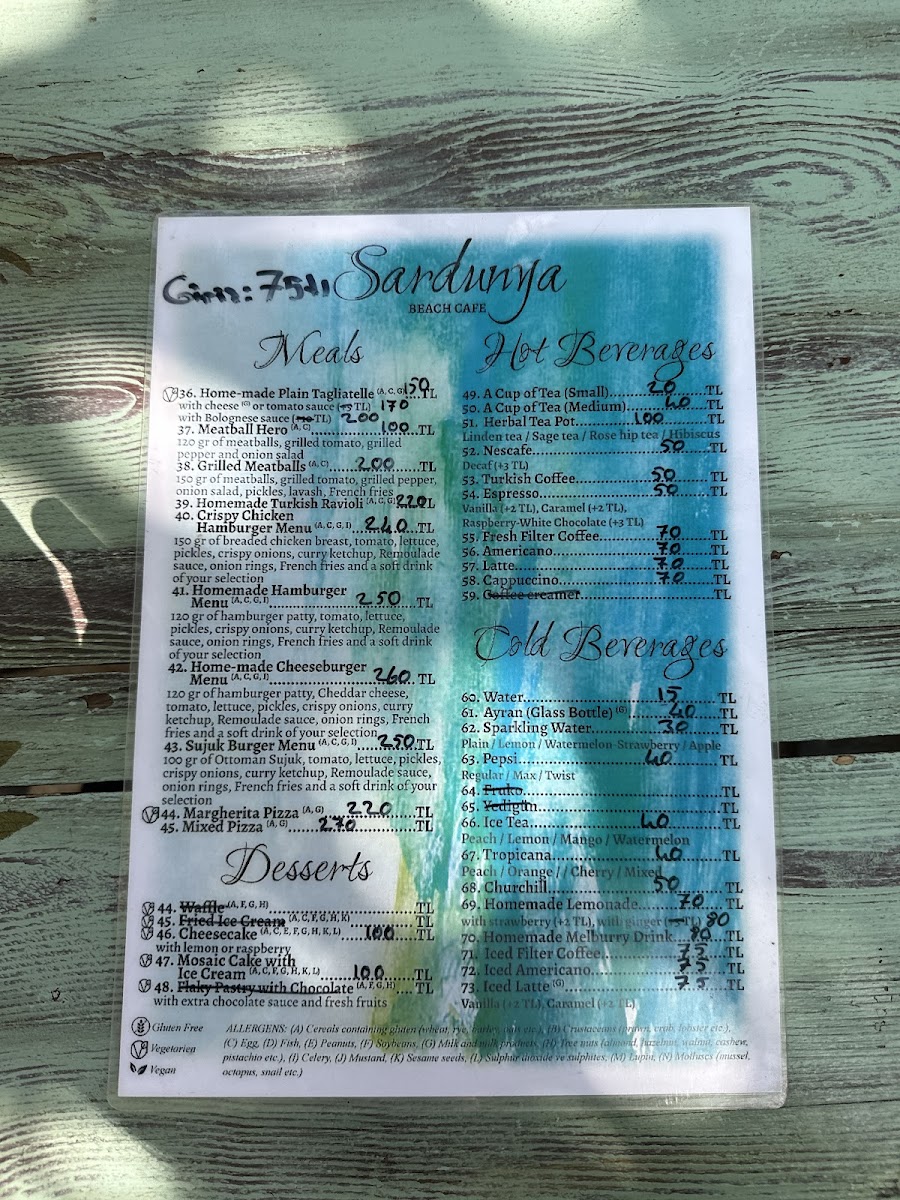 Giriş: 75 TL
Sardunya
BEACH CAFE
Meals
36. Home-made Plain Tagliatelle (A, C, G) 150 TL
with cheese (G) or tomato sauce ( TL) 170
with Bolognese sauce ( TL) 200
37. Meatball Hero (A, C)....................100...TL
120 gr of meatballs, grilled tomato, grilled
pepper and onion salad
38. Grilled Meatballs (A, C)..........200......TL
150 gr of meatballs, grilled tomato, grilled pepper,
onion salad, pickles, lavash, French fries
39. Homemade Turkish Ravioli (A, C, G) 220 TL
40. Crispy Chicken
Hamburger Menu (A, C, G, I)...240....TL
150 gr of breaded chicken breast, tomato, lettuce,
pickles, crispy onions, curry ketchup, Remoulade
sauce, onion rings, French fries and a soft drink
of your selection
41. Homemade Hamburger
Menu (A, C, G, I)......................250....TL
120 gr of hamburger patty, tomato, lettuce,
pickles, crispy onions, curry ketchup, Remoulade
sauce, onion rings, French fries and a soft drink
of your selection
42. Home-made Cheeseburger
Menu (A, C, G, I)........................260..TL
120 gr of hamburger patty, Cheddar cheese,
tomato, lettuce, pickles, crispy onions, curry
ketchup, Remoulade sauce, onion rings, French
fries and a soft drink of your selection
43. Sujuk Burger Menu (A, C, G, I).....250.TL
100 gr of Ottoman Sujuk, tomato, lettuce, pickles,
crispy onions, curry ketchup, Remoulade sauce,
onion rings, French fries and a soft drink of your
selection
44. Margherita Pizza (A, G).....220.....TL
45. Mixed Pizza (A, G).......270..............TL
Desserts
44. Waffle (A, F, G, H)..............................TL
45. Fried Ice Cream (A, C, F, G, H, K)..........TL
46. Cheesecake (A, C, E, F, G, H, K, L)....100.....TL
with lemon or raspberry
47. Mosaic Cake with
Ice Cream (A, C, F, G, H, K, L).......100.......TL
48. Flaky Pastry with Chocolate (A, F, G, H)....TL
with extra chocolate sauce and fresh fruits
Hot Beverages
49. A Cup of Tea (Small)........20......TL
50. A Cup of Tea (Medium).......40...TL
51. Herbal Tea Pot...........100............TL
Linden tea / Sage tea / Rose hip tea / Hibiscus
52. Nescafe..............................50........TL
Decaf (+3 TL)
53. Turkish Coffee................50.........TL
54. Espresso...........................50.........TL
Vanilla (+2 TL), Caramel (+2 TL),
Raspberry-White Chocolate (+3 TL)
55. Fresh Filter Coffee...........70.......TL
56. Americano.......................70.......TL
57. Latte................................70.......TL
58. Cappuccino.....................70.......TL
59. Coffee creamer..........................TL
Cold Beverages
60. Water.............................15........TL
61. Ayran (Glass Bottle) (G)......40.....TL
62. Sparkling Water..............30.......TL
Plain / Lemon / Watermelon-Strawberry / Apple
63. Pepsi.............................40..........TL
Regular / Max / Twist
64. Fruko.......................................TL
65. Yedigün...................................TL
66. Ice Tea..........................40...........TL
Peach / Lemon / Mango / Watermelon
67. Tropicana........................40.......TL
Peach / Orange / / Cherry / Mixed
68. Churchill........................50........TL
69. Homemade Lemonade.........70...TL
with strawberry (+2 TL), with ginger ( TL) 80
70. Homemade Melburry Drink..80..TL
71. Iced Filter Coffee..............75......TL
72. Iced Americano.................75.....TL
73. Iced Latte (G)......................75.....TL
Vanilla (+2 TL), Caramel (+2 TL)
Gluten Free
Vegetarien
Vegan
ALLERGENS: (A) Cereals containing gluten (wheat, rye, barley, oats etc.), (B) Crustaceans (prawn, crab, lobster etc.),
(C) Egg, (D) Fish, (E) Peanuts, (F) Soybeans, (G) Milk and milk products, (H) Tree nuts (almond, hazelnut, walnut, cashew,
pistachio etc.), (I) Celery, (J) Mustard, (K) Sesame seeds, (L) Sulphur dioxide ve sulphites, (M) Lupin, (N) Molluscs (mussel,
octopus, snail etc.)